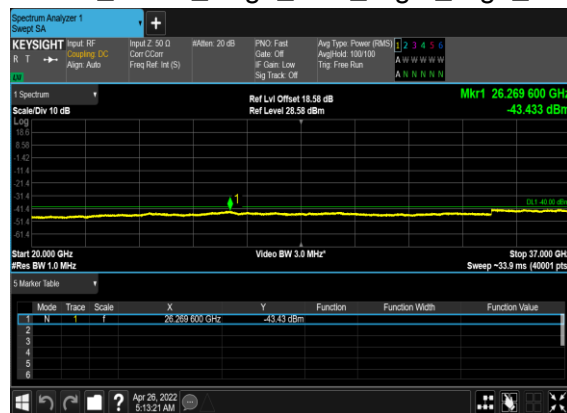 Spectrum Analyzer 1
Swept SA
+
KEYSIGHT Input: RF Input Z: 50 Ω #Atten: 20 dB PNO: Fast Avg Type: Power (RMS) 1 2 3 4 5 6
R T Coupling: DC Corr CCorr Gate: Off Avg|Hold: 100/100 A W W W W W
Align: Auto Freq Ref: Int (S) IF Gain: Low Trig: Free Run A N N N N N
Sig Track: Off
1 Spectrum
Ref Lvl Offset 18.58 dB Mkr1 26.269 600 GHz
Scale/Div 10 dB Ref Level 28.58 dBm -43.433 dBm
Log
18.6
8.58
-1.42
-11.4
-21.4
-31.4
1
DL1 -40.00 dBm
-41.4
-51.4
-61.4
Start 20.000 GHz Video BW 3.0 MHz* Stop 37.000 GHz
#Res BW 1.0 MHz Sweep ~33.9 ms (40001 pts)
5 Marker Table
Mode Trace Scale X Y Function Function Width Function Value
1 N 1 f 26.269 600 GHz -43.43 dBm
2
3
4
5
6
? Apr 26, 2022
5:13:21 AM